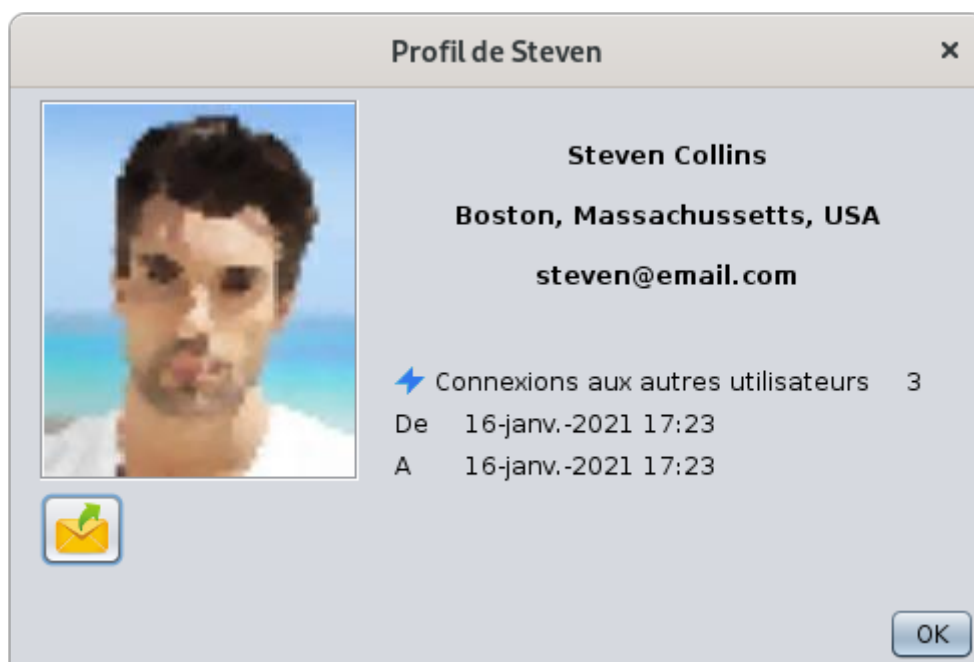 Profil de Steven
Steven Collins
Boston, Massachussetts, USA
steven@email.com
Connexions aux autres utilisateurs 3
De 16-janv.-2021 17:23
A 16-janv.-2021 17:23
OK